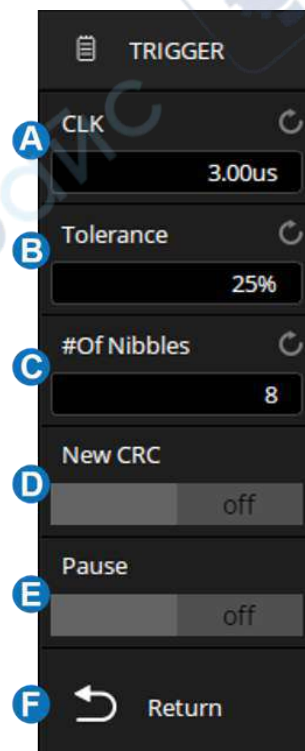 TRIGGER
A
CLK
3.00us
B
Tolerance
25%
C
#Of Nibbles
8
D
New CRC
off
E
Pause
off
F
Return